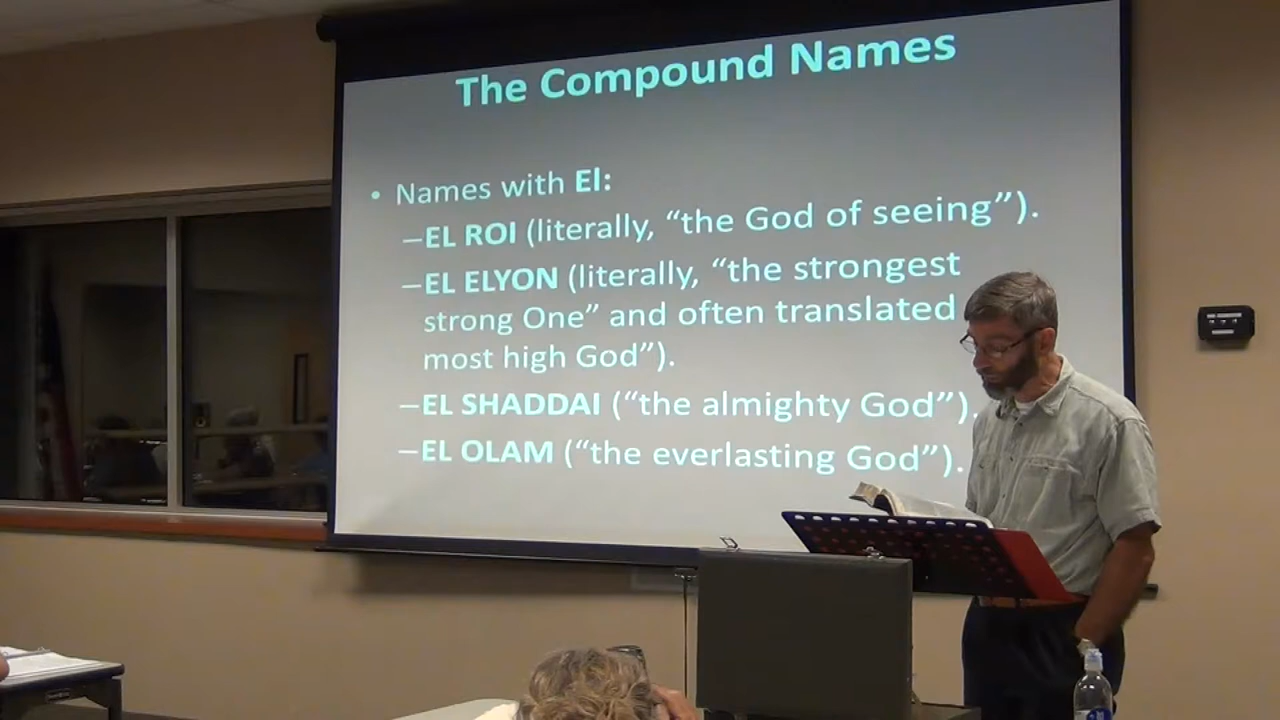 The Compound Names
• Names with El:
–EL ROI (literally, “the God of seeing”).
–EL ELYON (literally, “the strongest
strong One” and often translated
most high God”).
–EL SHADDAI (“the almighty God”).
–EL OLAM (“the everlasting God”).